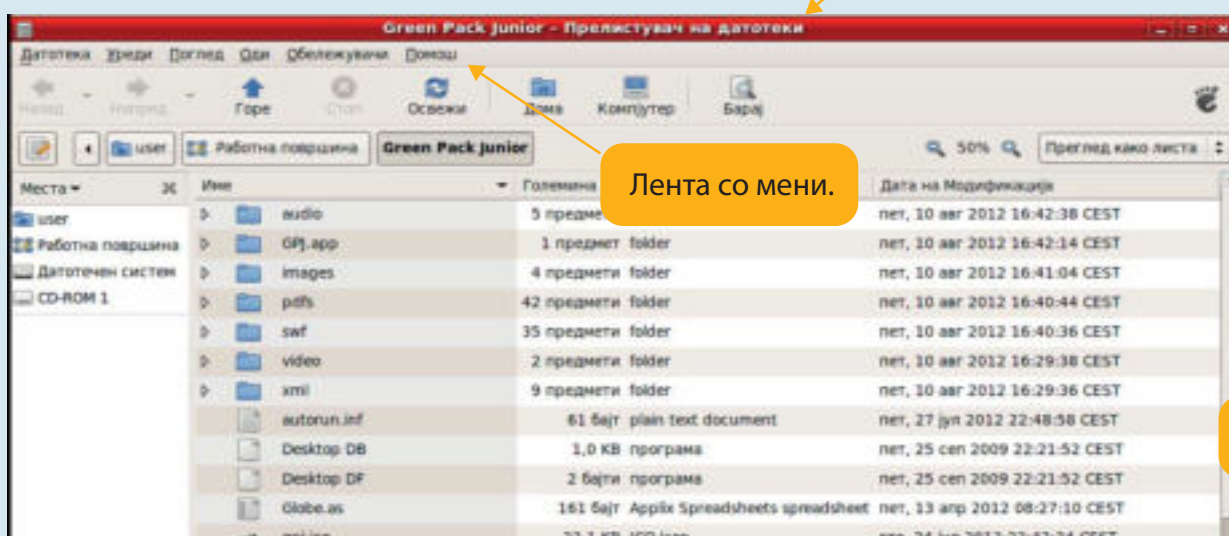 Green Pack Junior - Прелистувач на датотеки
Датотека Уреди Поглед Оди Обележувачи Помош
Назад Напред Горе Стоп Освежи Дома Компјутер Барај
user Работна површина Green Pack Junior 50% Преглед како листа
Лента со мени.
Места Име Големина Дата на Модификација
user audio 5 предме пет, 10 авг 2012 16:42:38 CEST
Работна површина GPJ.app 1 предмет folder пет, 10 авг 2012 16:42:14 CEST
Датотечен систем images 4 предмети folder пет, 10 авг 2012 16:41:04 CEST
CD-ROM 1 pdfs 42 предмети folder пет, 10 авг 2012 16:40:44 CEST
swf 35 предмети folder пет, 10 авг 2012 16:40:36 CEST
video 2 предмети folder пет, 10 авг 2012 16:29:38 CEST
xml 9 предмети folder пет, 10 авг 2012 16:29:36 CEST
autorun.inf 61 бајт plain text document пет, 27 јул 2012 22:48:58 CEST
Desktop DB 1,0 KB програма пет, 25 сеп 2009 22:21:52 CEST
Desktop DF 2 бајти програма пет, 25 сеп 2009 22:21:52 CEST
Globe.as 161 бајт Applix Spreadsheets spreadsheet пет, 13 апр 2012 08:27:10 CEST